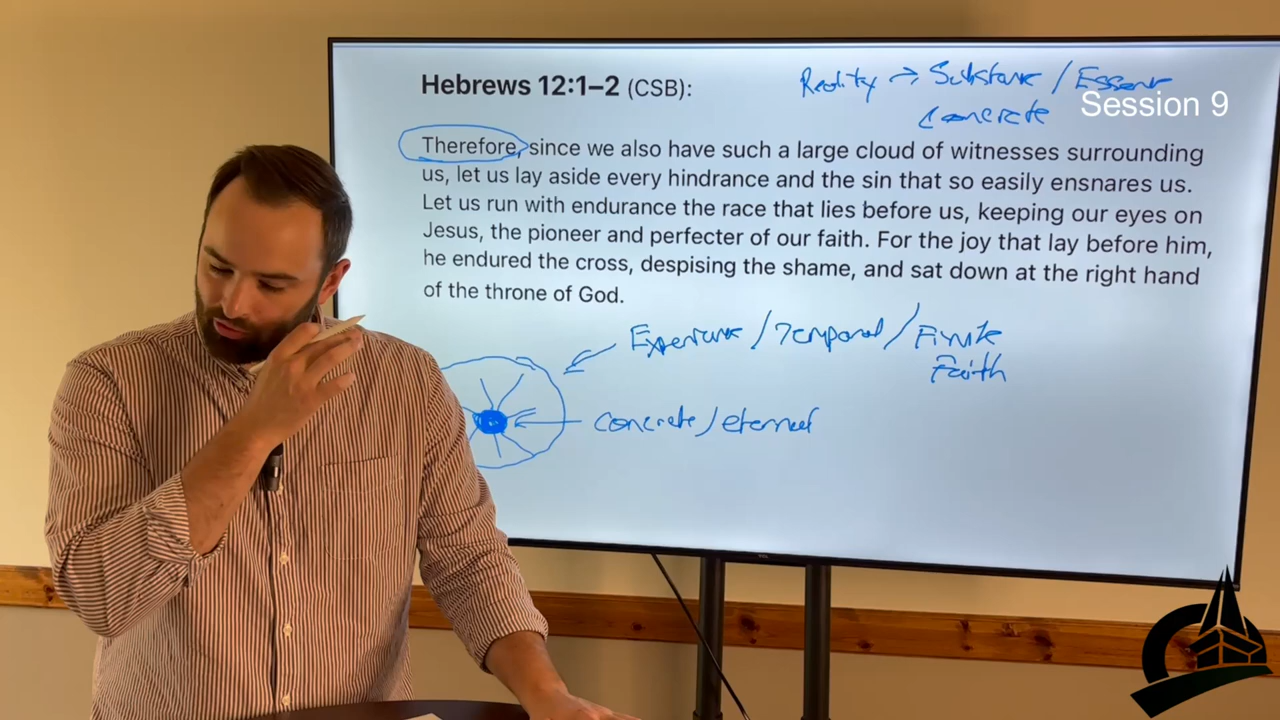 Hebrews 12:1–2 (CSB):
Reality → Substance / Essence
Concrete
Session 9
Therefore, since we also have such a large cloud of witnesses surrounding
us, let us lay aside every hindrance and the sin that so easily ensnares us.
Let us run with endurance the race that lies before us, keeping our eyes on
Jesus, the pioneer and perfecter of our faith. For the joy that lay before him,
he endured the cross, despising the shame, and sat down at the right hand
of the throne of God.
Experience / Temporal / Finite
Faith
concrete / eternal